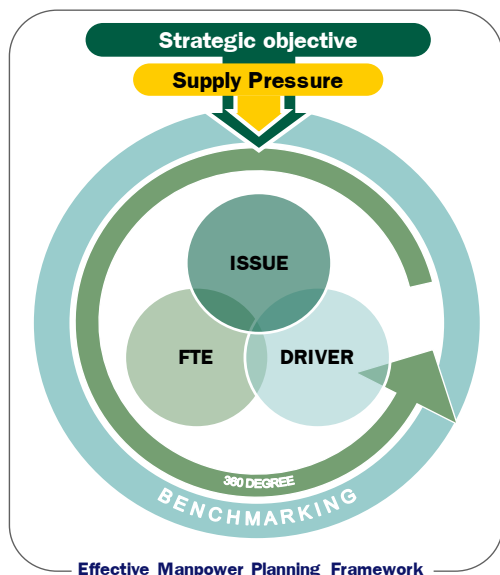 Strategic objective
Supply Pressure
ISSUE
FTE
DRIVER
360 DEGREE
BENCHMARKING
Effective Manpower Planning Framework